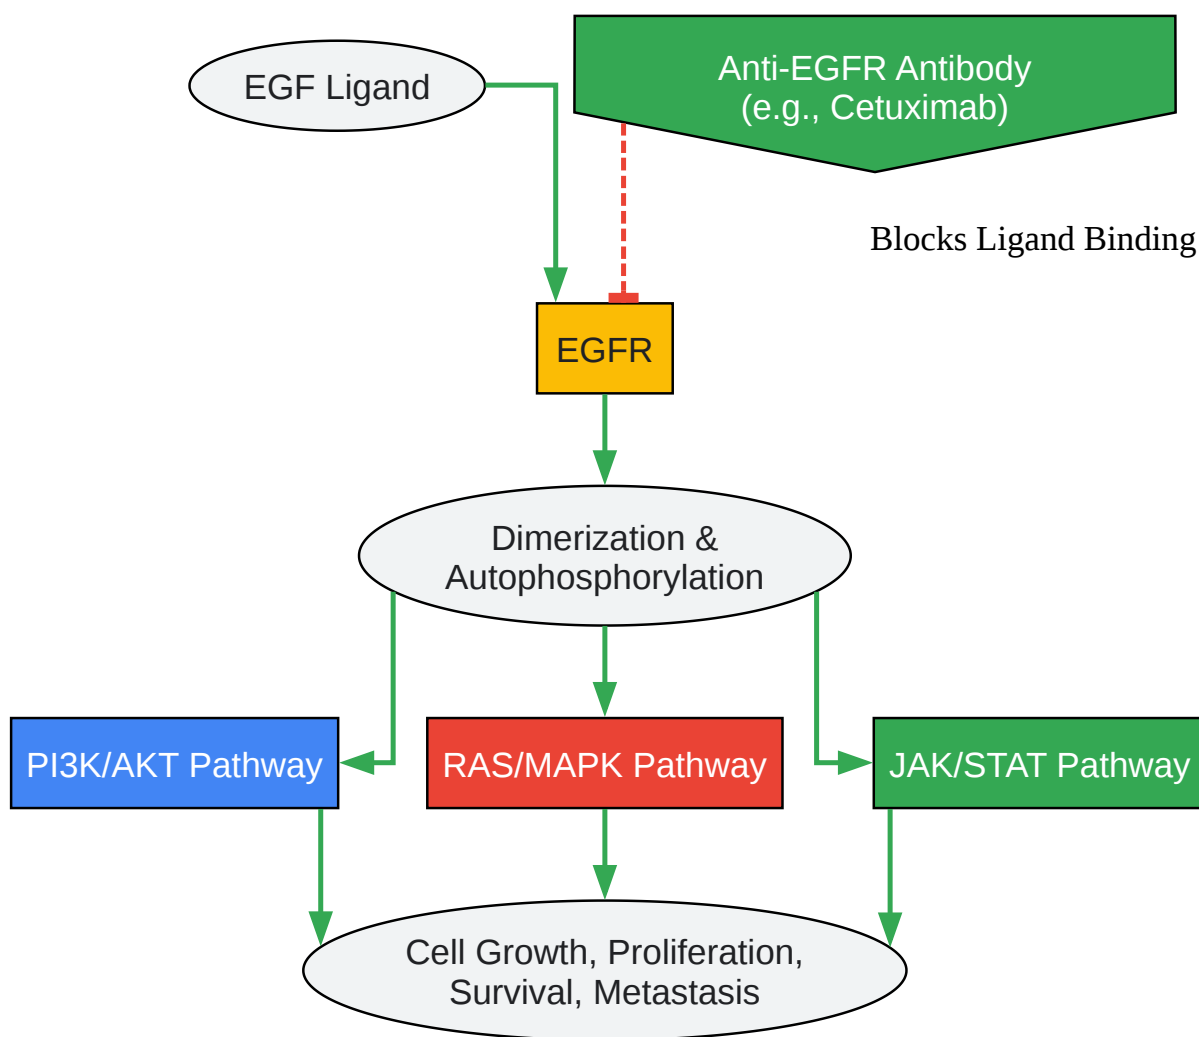 EGF Ligand
Anti-EGFR Antibody
(e.g., Cetuximab)
Blocks Ligand Binding
EGFR
Dimerization &
Autophosphorylation
PI3K/AKT Pathway
RAS/MAPK Pathway
JAK/STAT Pathway
Cell Growth, Proliferation,
Survival, Metastasis